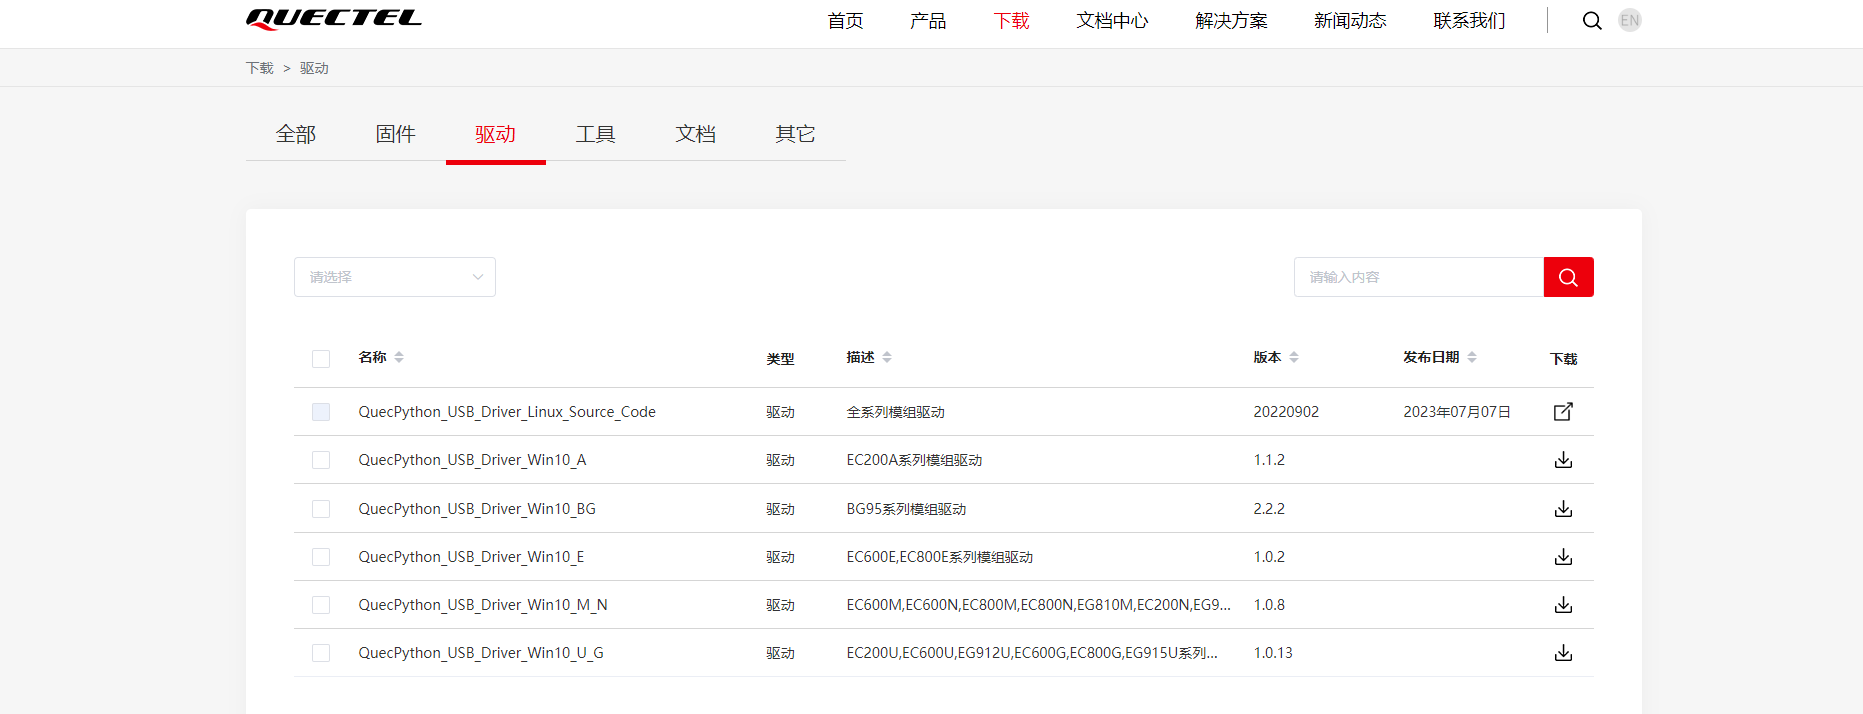 QUECTEL 首页 产品 下载 文档中心 解决方案 新闻动态 联系我们 EN
下载 > 驱动
全部 固件 驱动 工具 文档 其它
请选择 请输入内容
名称 类型 描述 版本 发布日期 下载
QuecPython_USB_Driver_Linux_Source_Code 驱动 全系列模组驱动 20220902 2023年07月07日
QuecPython_USB_Driver_Win10_A 驱动 EC200A系列模组驱动 1.1.2
QuecPython_USB_Driver_Win10_BG 驱动 BG95系列模组驱动 2.2.2
QuecPython_USB_Driver_Win10_E 驱动 EC600E,EC800E系列模组驱动 1.0.2
QuecPython_USB_Driver_Win10_M_N 驱动 EC600M,EC600N,EC800M,EC800N,EG810M,EC200N,EG9... 1.0.8
QuecPython_USB_Driver_Win10_U_G 驱动 EC200U,EC600U,EG912U,EC600G,EC800G,EG915U系列... 1.0.13